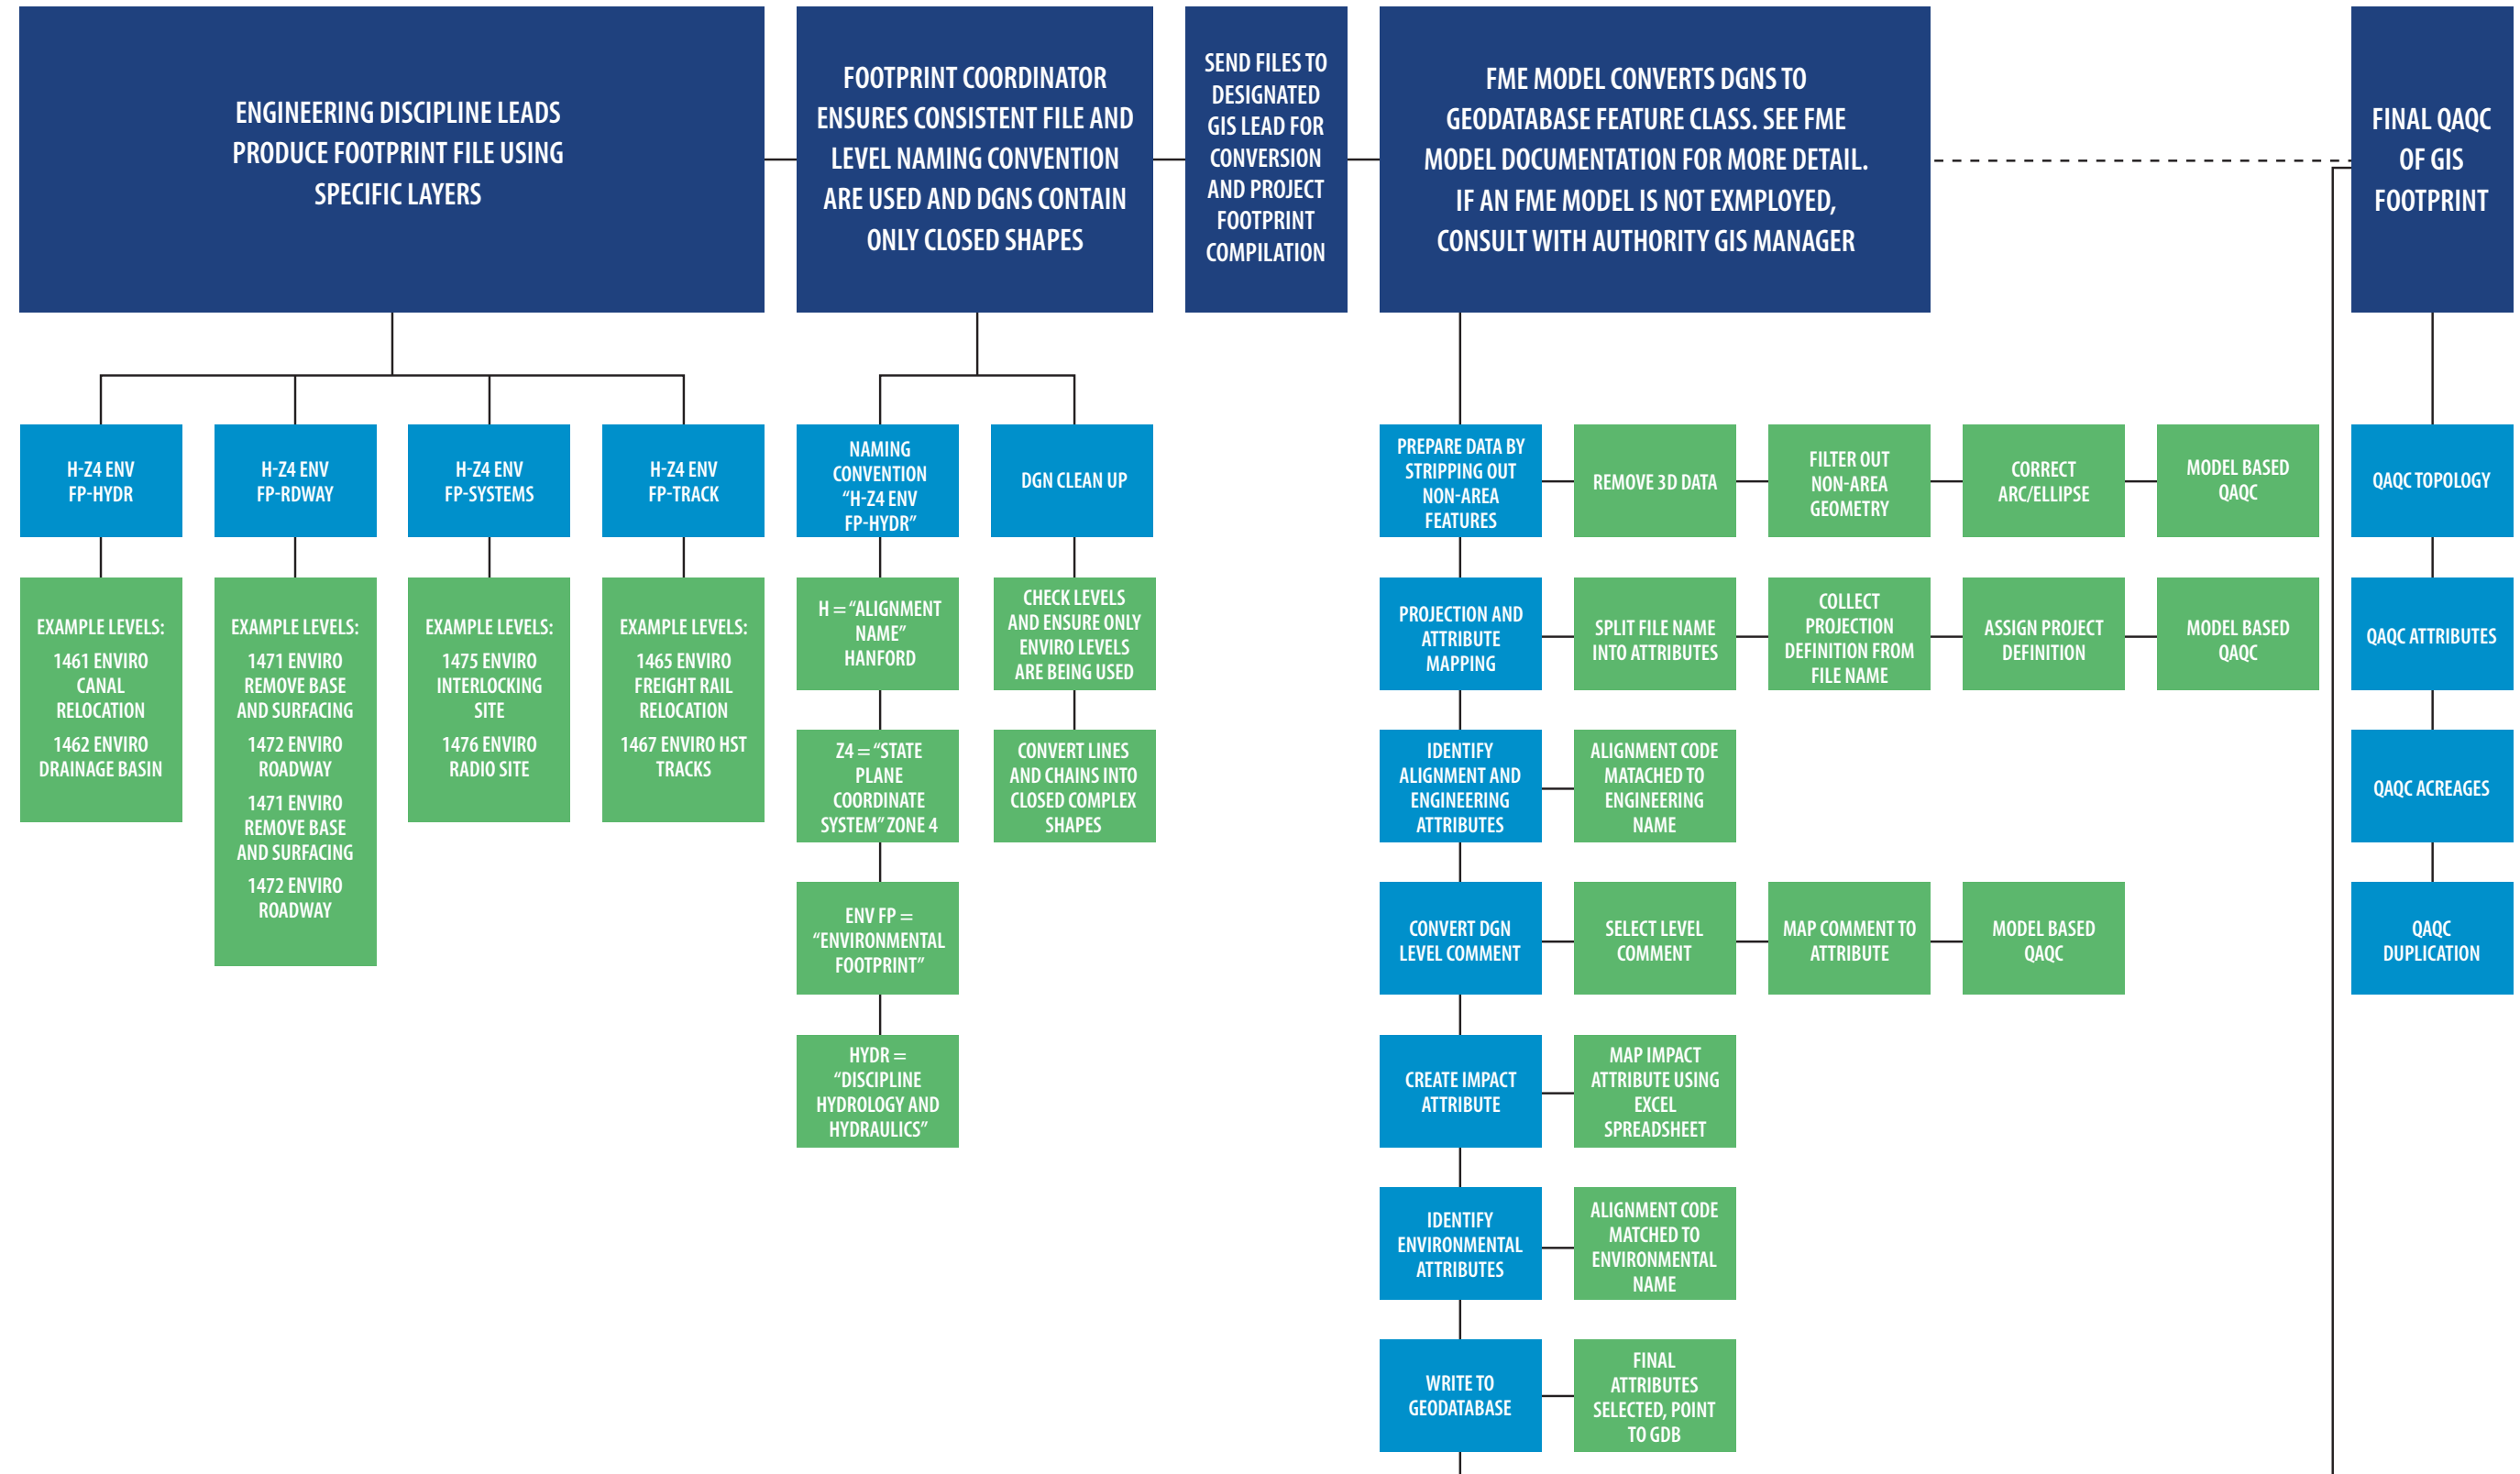 ENGINEERING DISCIPLINE LEADS
PRODUCE FOOTPRINT FILE USING
SPECIFIC LAYERS
FOOTPRINT COORDINATOR
ENSURES CONSISTENT FILE AND
LEVEL NAMING CONVENTION
ARE USED AND DGNS CONTAIN
ONLY CLOSED SHAPES
SEND FILES TO
DESIGNATED
GIS LEAD FOR
CONVERSION
AND PROJECT
FOOTPRINT
COMPILATION
FME MODEL CONVERTS DGNS TO
GEODATABASE FEATURE CLASS. SEE FME
MODEL DOCUMENTATION FOR MORE DETAIL.
IF AN FME MODEL IS NOT EXMPLOYED,
CONSULT WITH AUTHORITY GIS MANAGER
FINAL QAQC
OF GIS
FOOTPRINT
H-Z4 ENV
FP-HYDR
H-Z4 ENV
FP-RDWAY
H-Z4 ENV
FP-SYSTEMS
H-Z4 ENV
FP-TRACK
NAMING
CONVENTION
“H-Z4 ENV
FP-HYDR”
DGN CLEAN UP
PREPARE DATA BY
STRIPPING OUT
NON-AREA
FEATURES
REMOVE 3D DATA
FILTER OUT
NON-AREA
GEOMETRY
CORRECT
ARC/ELLIPSE
MODEL BASED
QAQC
QAQC TOPOLOGY
EXAMPLE LEVELS:
1461 ENVIRO
CANAL
RELOCATION
1462 ENVIRO
DRAINAGE BASIN
EXAMPLE LEVELS:
1471 ENVIRO
REMOVE BASE
AND SURFACING
1472 ENVIRO
ROADWAY
1471 ENVIRO
REMOVE BASE
AND SURFACING
1472 ENVIRO
ROADWAY
EXAMPLE LEVELS:
1475 ENVIRO
INTERLOCKING
SITE
1476 ENVIRO
RADIO SITE
EXAMPLE LEVELS:
1465 ENVIRO
FREIGHT RAIL
RELOCATION
1467 ENVIRO HST
TRACKS
H = “ALIGNMENT
NAME”
HANFORD
CHECK LEVELS
AND ENSURE ONLY
ENVIRO LEVELS
ARE BEING USED
PROJECTION AND
ATTRIBUTE
MAPPING
SPLIT FILE NAME
INTO ATTRIBUTES
COLLECT
PROJECTION
DEFINITION FROM
FILE NAME
ASSIGN PROJECT
DEFINITION
MODEL BASED
QAQC
QAQC ATTRIBUTES
Z4 = “STATE
PLANE
COORDINATE
SYSTEM” ZONE 4
CONVERT LINES
AND CHAINS INTO
CLOSED COMPLEX
SHAPES
IDENTIFY
ALIGNMENT AND
ENGINEERING
ATTRIBUTES
ALIGNMENT CODE
MATACHED TO
ENGINEERING
NAME
QAQC ACREAGES
ENV FP =
“ENVIRONMENTAL
FOOTPRINT”
CONVERT DGN
LEVEL COMMENT
SELECT LEVEL
COMMENT
MAP COMMENT TO
ATTRIBUTE
MODEL BASED
QAQC
QAQC
DUPLICATION
HYDR =
“DISCIPLINE
HYDROLOGY AND
HYDRAULICS”
CREATE IMPACT
ATTRIBUTE
MAP IMPACT
ATTRIBUTE USING
EXCEL
SPREADSHEET
IDENTIFY
ENVIRONMENTAL
ATTRIBUTES
ALIGNMENT CODE
MATCHED TO
ENVIRONMENTAL
NAME
WRITE TO
GEODATABASE
FINAL
ATTRIBUTES
SELECTED, POINT
TO GDB